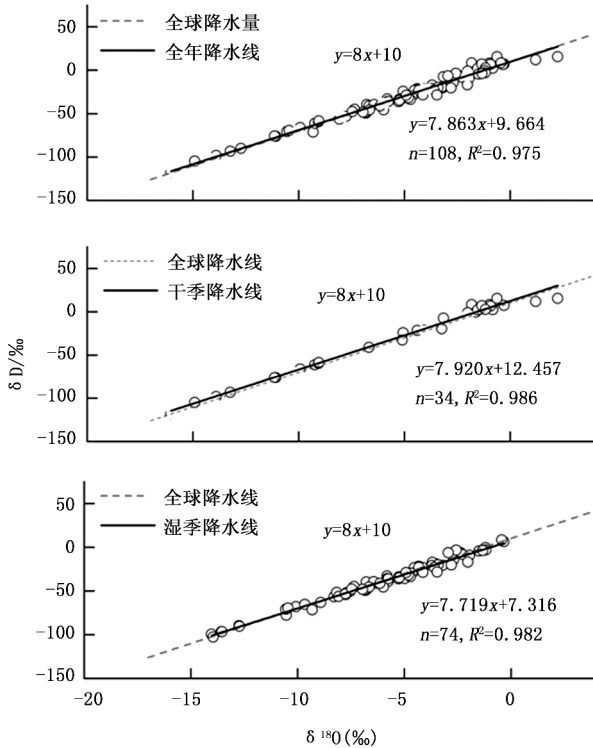 全球降水量
全年降水线
y=8x+10
y=7.863x+9.664
n=108, R²=0.975
50
0
−50
−100
−150
全球降水线
干季降水线
y=8x+10
y=7.920x+12.457
n=34, R²=0.986
50
0
−50
−100
−150
δD/‰
全球降水线
湿季降水线
y=8x+10
y=7.719x+7.316
n=74, R²=0.982
50
0
−50
−100
−150
−20 −15 −10 −5 0
δ ¹⁸O(‰)